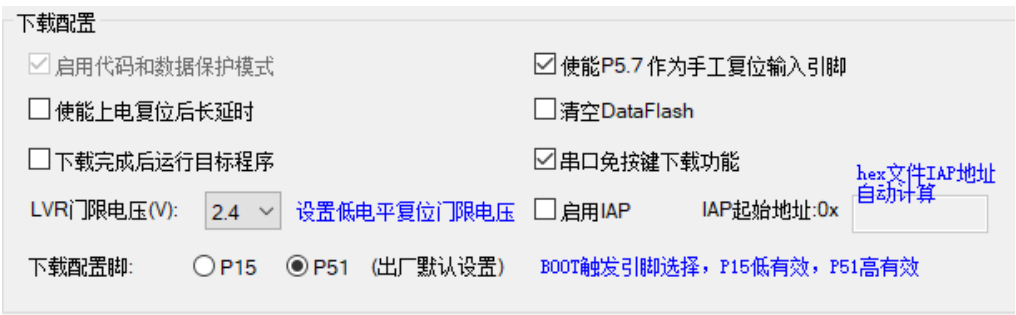 下载配置
启用代码和数据保护模式
使能P5.7作为手工复位输入引脚
使能上电复位后长延时
清空DataFlash
下载完成后运行目标程序
串口免按键下载功能
hex文件IAP地址
自动计算
LVR门限电压(V):
2.4
设置低电平复位门限电压
启用IAP
IAP起始地址:0x
下载配置脚:
P15
P51
(出厂默认设置)
BOOT触发引脚选择，P15低有效，P51高有效